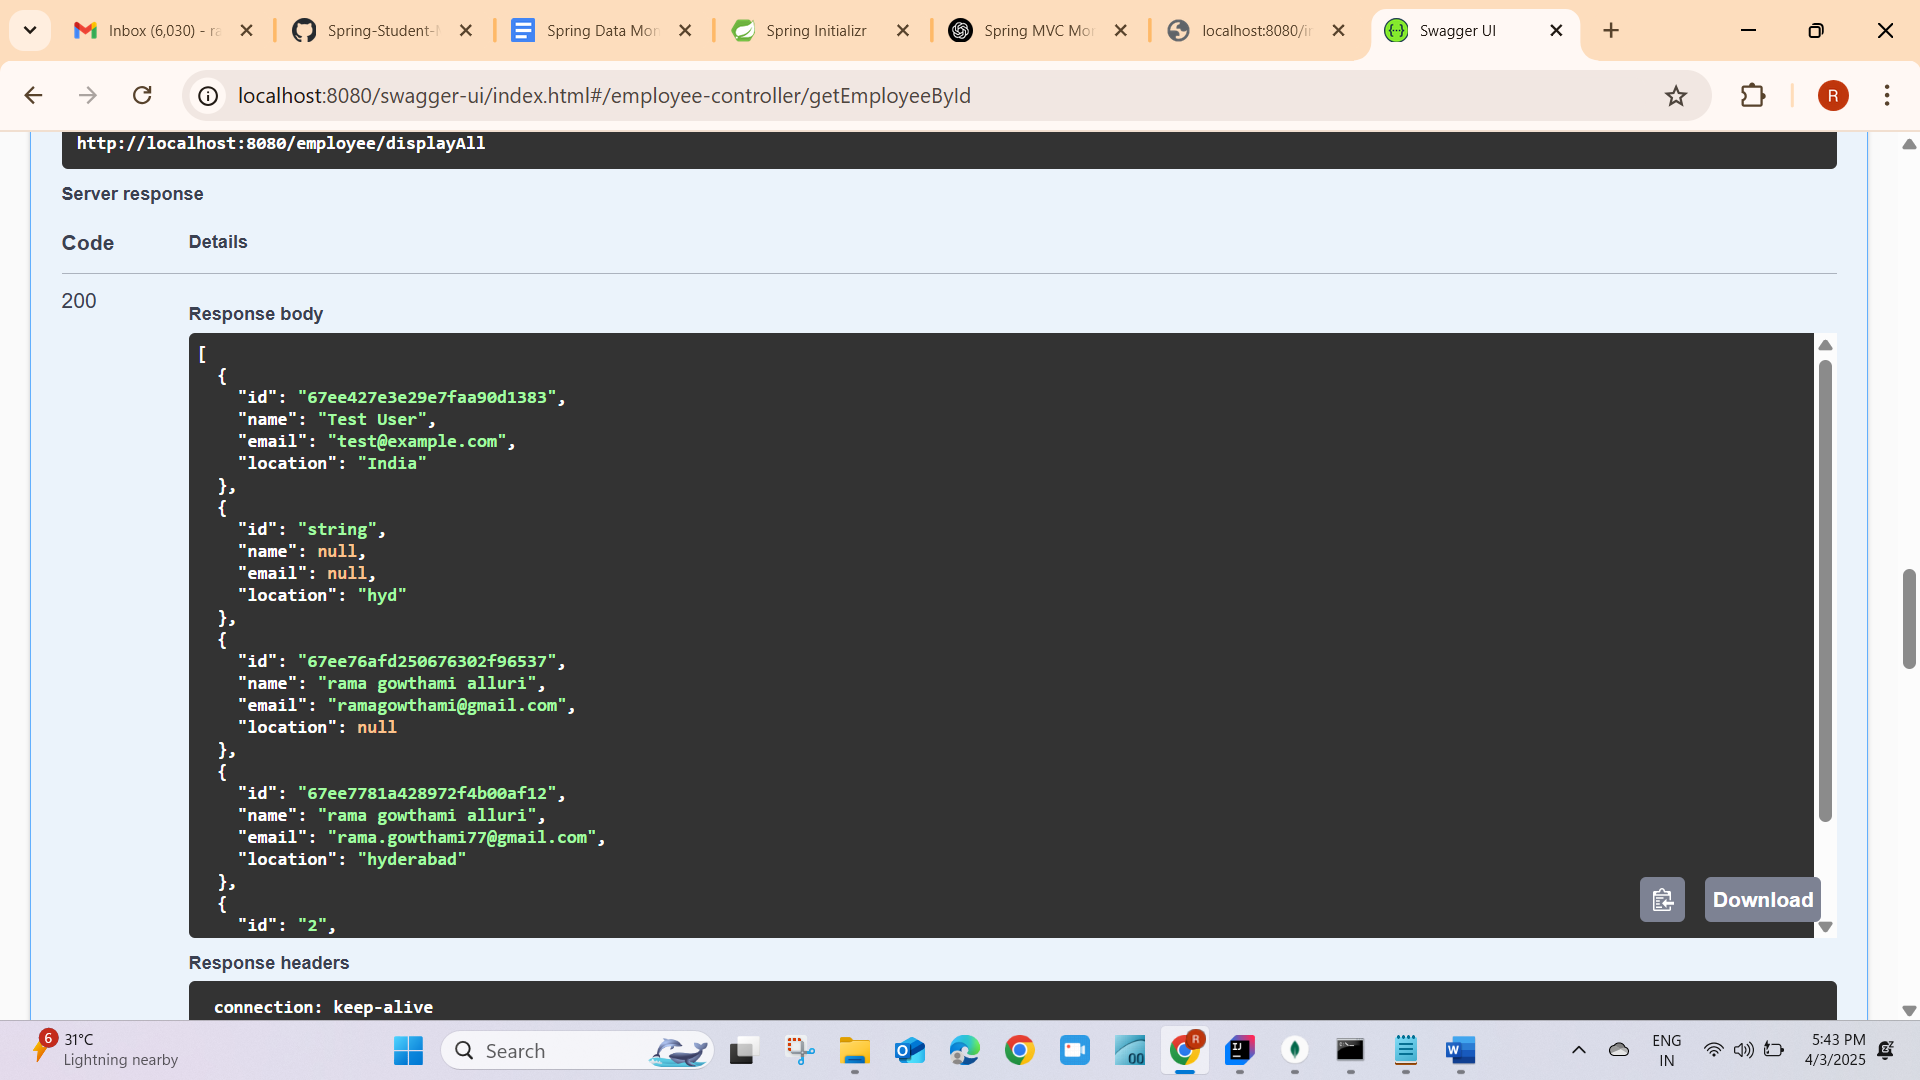 Inbox (6,030) - ra
Spring-Student-M
Spring Data Mon
Spring Initializr
Spring MVC Mon
localhost:8080/in
Swagger UI
localhost:8080/swagger-ui/index.html#/employee-controller/getEmployeeById
R
http://localhost:8080/employee/displayAll
Server response
Code
Details
200
Response body
[
{
"id": "67ee427e3e29e7faa90d1383",
"name": "Test User",
"email": "test@example.com",
"location": "India"
},
{
"id": "string",
"name": null,
"email": null,
"location": "hyd"
},
{
"id": "67ee76afd250676302f96537",
"name": "rama gowthami alluri",
"email": "ramagowthami@gmail.com",
"location": null
},
{
"id": "67ee7781a428972f4b00af12",
"name": "rama gowthami alluri",
"email": "rama.gowthami77@gmail.com",
"location": "hyderabad"
},
{
"id": "2",
Download
Response headers
connection: keep-alive
6
31°C
Lightning nearby
Search
00
R
IJ
W
ENG
IN
5:43 PM
4/3/2025